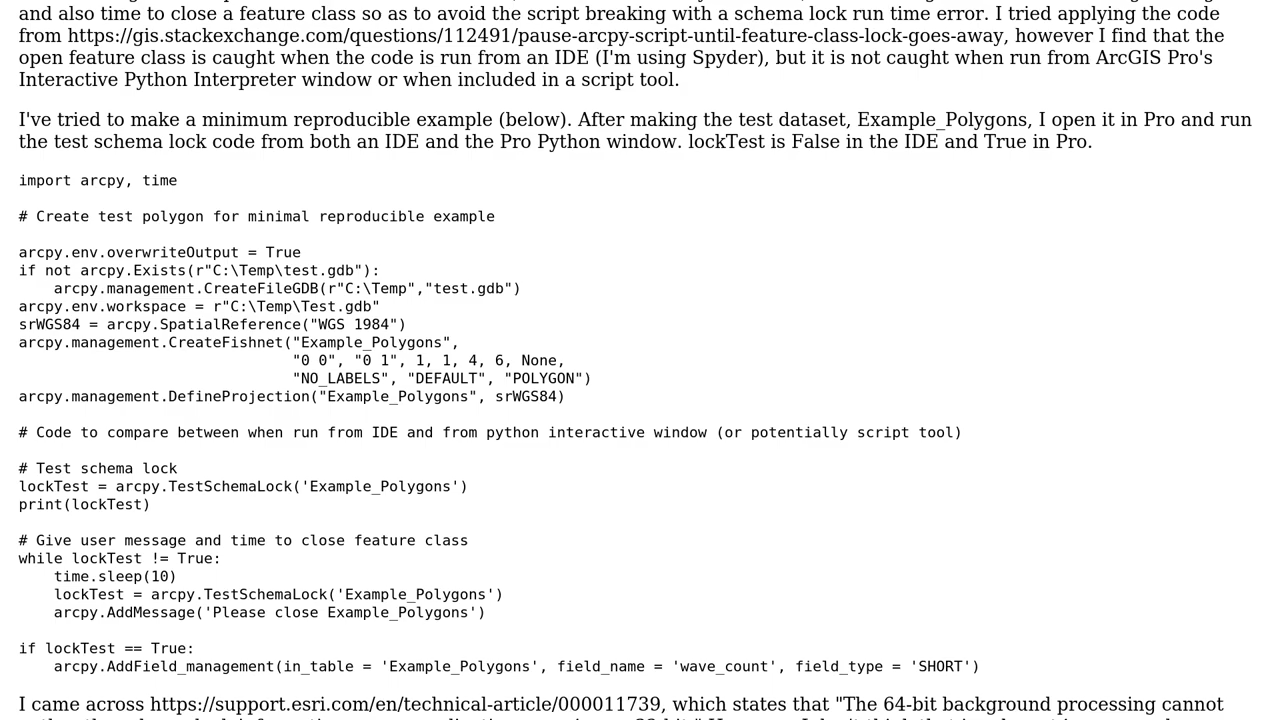 and also time to close a feature class so as to avoid the script breaking with a schema lock run time error. I tried applying the code
from https://gis.stackexchange.com/questions/112491/pause-arcpy-script-until-feature-class-lock-goes-away, however I find that the
open feature class is caught when the code is run from an IDE (I'm using Spyder), but it is not caught when run from ArcGIS Pro's
Interactive Python Interpreter window or when included in a script tool.
I've tried to make a minimum reproducible example (below). After making the test dataset, Example_Polygons, I open it in Pro and run
the test schema lock code from both an IDE and the Pro Python window. lockTest is False in the IDE and True in Pro.
import arcpy, time
# Create test polygon for minimal reproducible example
arcpy.env.overwriteOutput = True
if not arcpy.Exists(r"C:\Temp\test.gdb"):
    arcpy.management.CreateFileGDB(r"C:\Temp","test.gdb")
arcpy.env.workspace = r"C:\Temp\Test.gdb"
srWGS84 = arcpy.SpatialReference("WGS 1984")
arcpy.management.CreateFishnet("Example_Polygons",
                               "0 0", "0 1", 1, 1, 4, 6, None,
                               "NO_LABELS", "DEFAULT", "POLYGON")
arcpy.management.DefineProjection("Example_Polygons", srWGS84)
# Code to compare between when run from IDE and from python interactive window (or potentially script tool)
# Test schema lock
lockTest = arcpy.TestSchemaLock('Example_Polygons')
print(lockTest)
# Give user message and time to close feature class
while lockTest != True:
    time.sleep(10)
    lockTest = arcpy.TestSchemaLock('Example_Polygons')
    arcpy.AddMessage('Please close Example_Polygons')
if lockTest == True:
    arcpy.AddField_management(in_table = 'Example_Polygons', field_name = 'wave_count', field_type = 'SHORT')
I came across https://support.esri.com/en/technical-article/000011739, which states that "The 64-bit background processing cannot